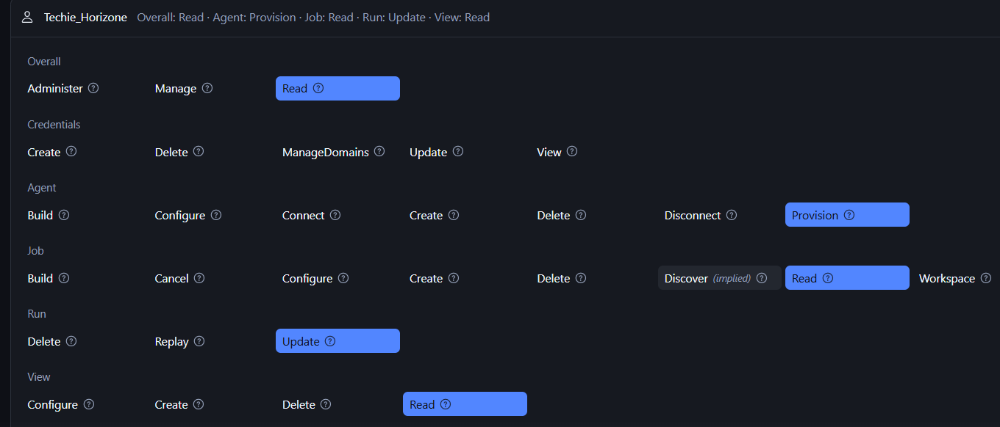 Techie_Horizone Overall: Read · Agent: Provision · Job: Read · Run: Update · View: Read
Overall
Administer ? Manage ? Read ?
Credentials
Create ? Delete ? ManageDomains ? Update ? View ?
Agent
Build ? Configure ? Connect ? Create ? Delete ? Disconnect ? Provision ?
Job
Build ? Cancel ? Configure ? Create ? Delete ? Discover (implied) ? Read ? Workspace ?
Run
Delete ? Replay ? Update ?
View
Configure ? Create ? Delete ? Read ?